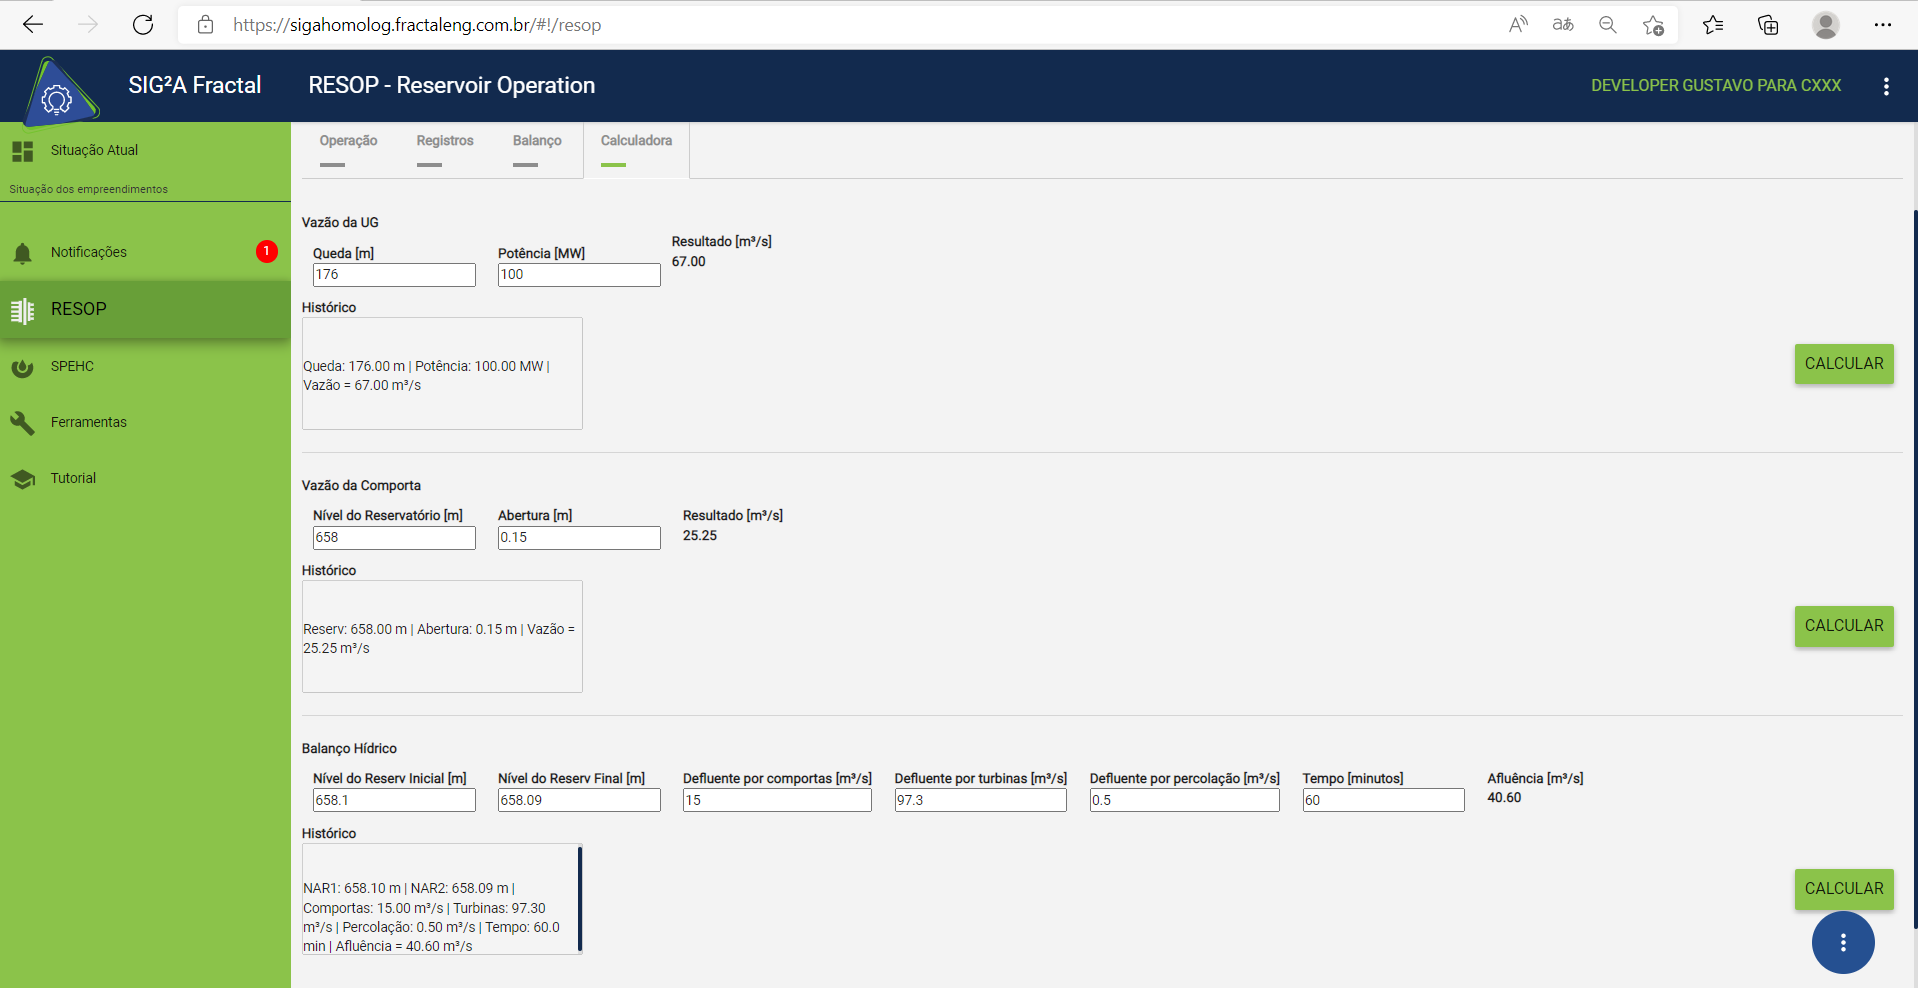 https://sigahomolog.fractaleng.com.br/#!/resop
SIG²A Fractal
RESOP - Reservoir Operation
DEVELOPER GUSTAVO PARA CXXX
Situação Atual
Situação dos empreendimentos
Notificações
1
RESOP
SPEHC
Ferramentas
Tutorial
Operação
Registros
Balanço
Calculadora
Vazão da UG
Queda [m]
Potência [MW]
Resultado [m³/s]
176
100
67.00
Histórico
Queda: 176.00 m | Potência: 100.00 MW |
Vazão = 67.00 m³/s
CALCULAR
Vazão da Comporta
Nível do Reservatório [m]
Abertura [m]
Resultado [m³/s]
658
0.15
25.25
Histórico
Reserv: 658.00 m | Abertura: 0.15 m | Vazão =
25.25 m³/s
CALCULAR
Balanço Hídrico
Nível do Reserv Inicial [m]
Nível do Reserv Final [m]
Defluente por comportas [m³/s]
Defluente por turbinas [m³/s]
Defluente por percolação [m³/s]
Tempo [minutos]
Afluência [m³/s]
658.1
658.09
15
97.3
0.5
60
40.60
Histórico
NAR1: 658.10 m | NAR2: 658.09 m |
Comportas: 15.00 m³/s | Turbinas: 97.30
m³/s | Percolação: 0.50 m³/s | Tempo: 60.0
min | Afluência = 40.60 m³/s
CALCULAR